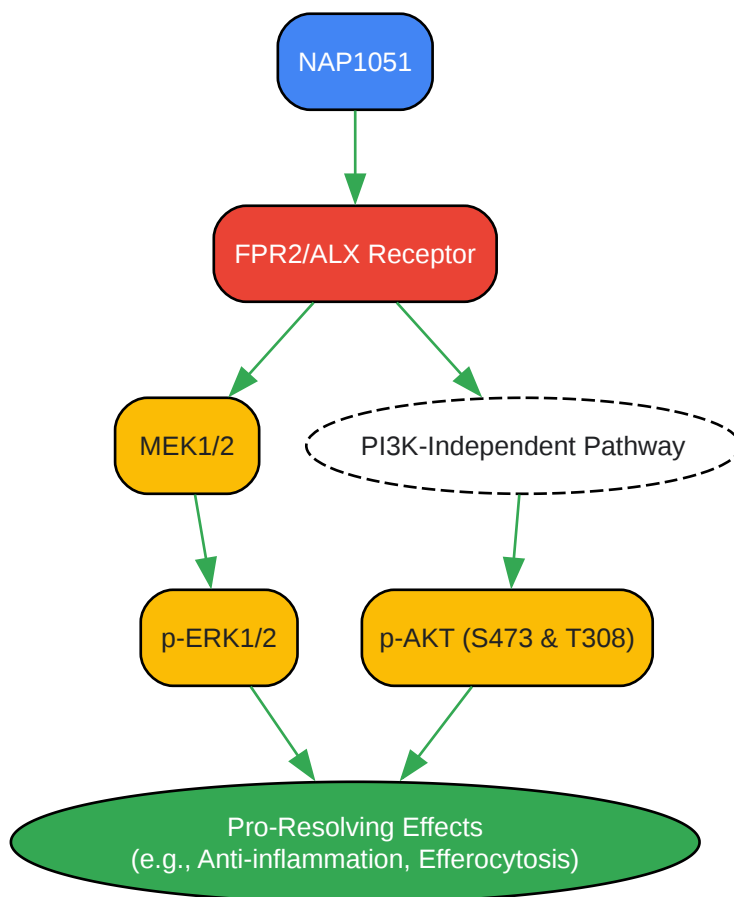 NAP1051
FPR2/ALX Receptor
MEK1/2
PI3K-Independent Pathway
p-ERK1/2
p-AKT (S473 & T308)
Pro-Resolving Effects
(e.g., Anti-inflammation, Efferocytosis)